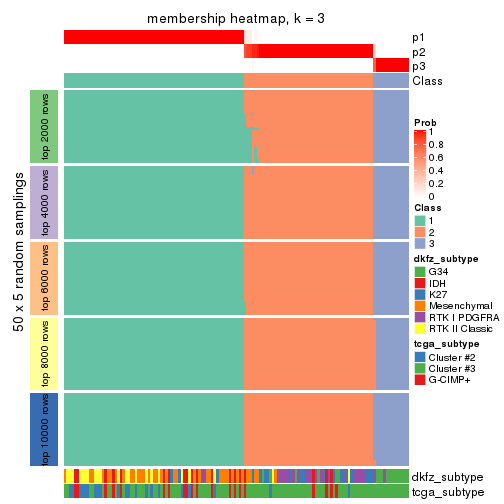 membership heatmap, k = 3
p1
p2
p3
Class
50 x 5 random samplings
top 2000 rows
top 4000 rows
top 6000 rows
top 8000 rows
top 10000 rows
Prob
1
0.8
0.6
0.4
0.2
0
Class
1
2
3
dkfz_subtype
G34
IDH
K27
Mesenchymal
RTK I PDGFRA
RTK II Classic
tcga_subtype
Cluster #2
Cluster #3
G-CIMP+
dkfz_subtype
tcga_subtype